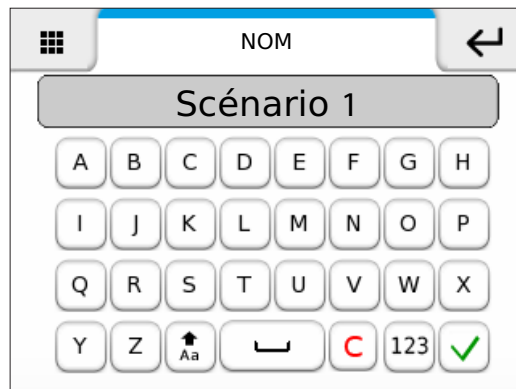 NOM
Scénario 1
A B C D E F G H
I J K L M N O P
Q R S T U V W X
Y Z Aa C 123